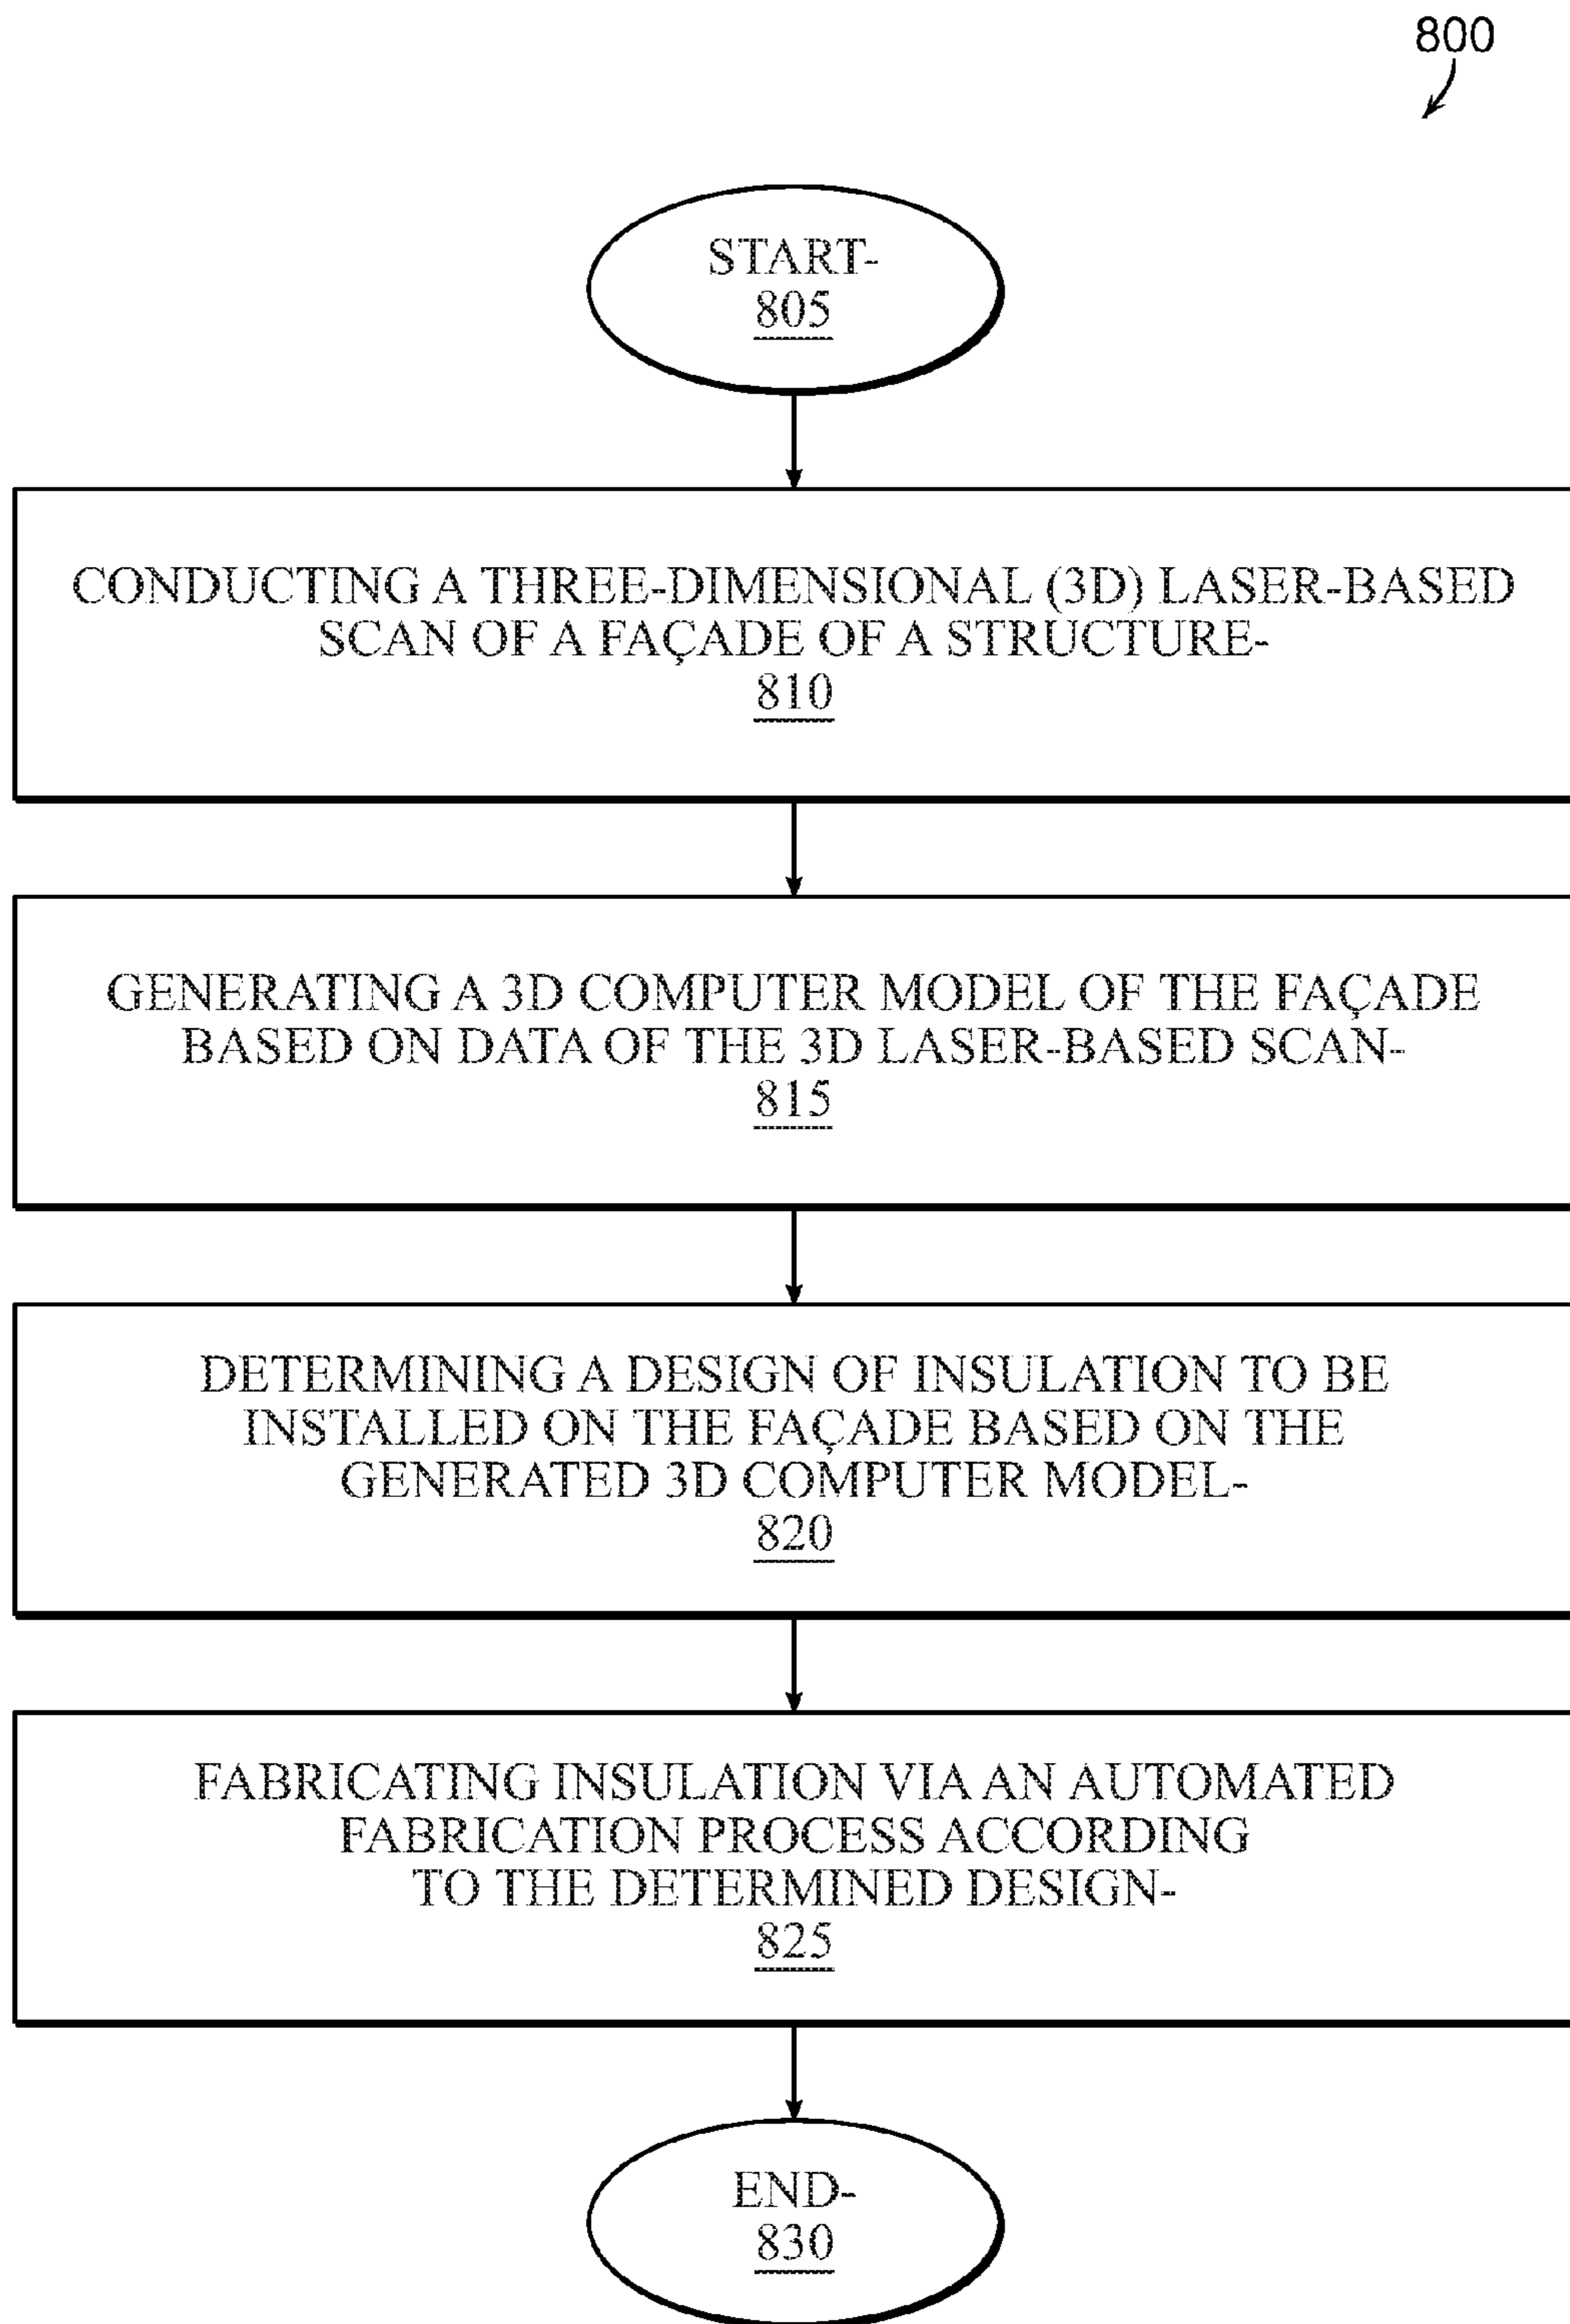 800
START-
805
CONDUCTING A THREE-DIMENSIONAL (3D) LASER-BASED
SCAN OF A FAÇADE OF A STRUCTURE-
810
GENERATING A 3D COMPUTER MODEL OF THE FAÇADE
BASED ON DATA OF THE 3D LASER-BASED SCAN-
815
DETERMINING A DESIGN OF INSULATION TO BE
INSTALLED ON THE FAÇADE BASED ON THE
GENERATED 3D COMPUTER MODEL-
820
FABRICATING INSULATION VIA AN AUTOMATED
FABRICATION PROCESS ACCORDING
TO THE DETERMINED DESIGN-
825
END-
830